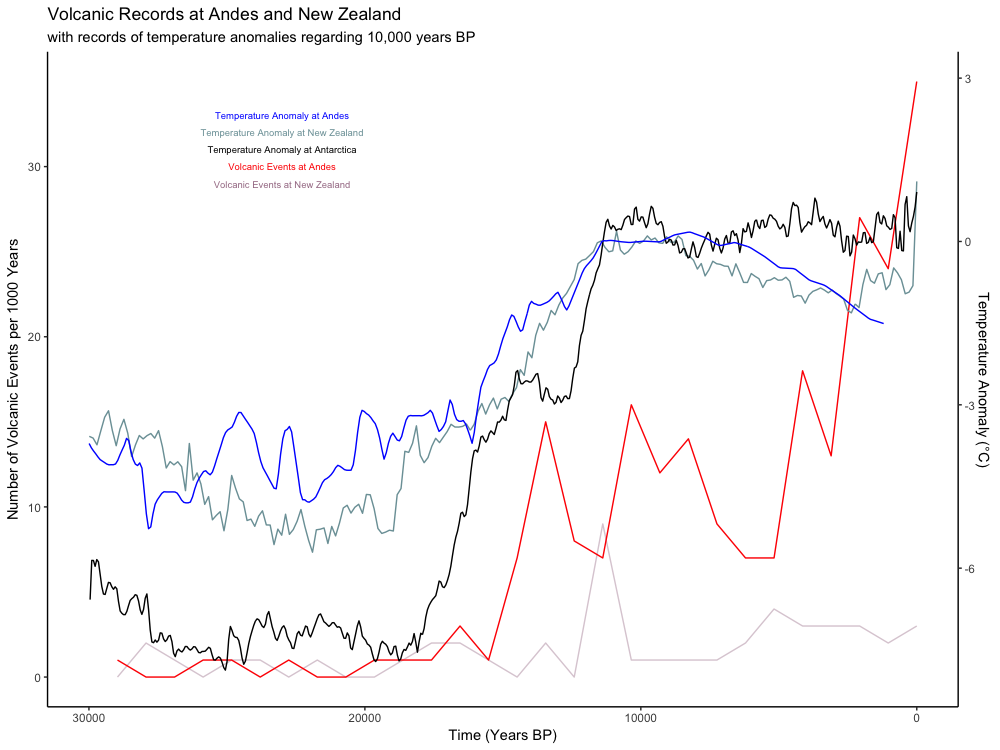 Volcanic Records at Andes and New Zealand
with records of temperature anomalies regarding 10,000 years BP
Temperature Anomaly at Andes
Temperature Anomaly at New Zealand
Temperature Anomaly at Antarctica
Volcanic Events at Andes
Volcanic Events at New Zealand
Number of Volcanic Events per 1000 Years
30
20
10
0
3
0
-3
-6
Temperature Anomaly (°C)
30000
20000
10000
0
Time (Years BP)